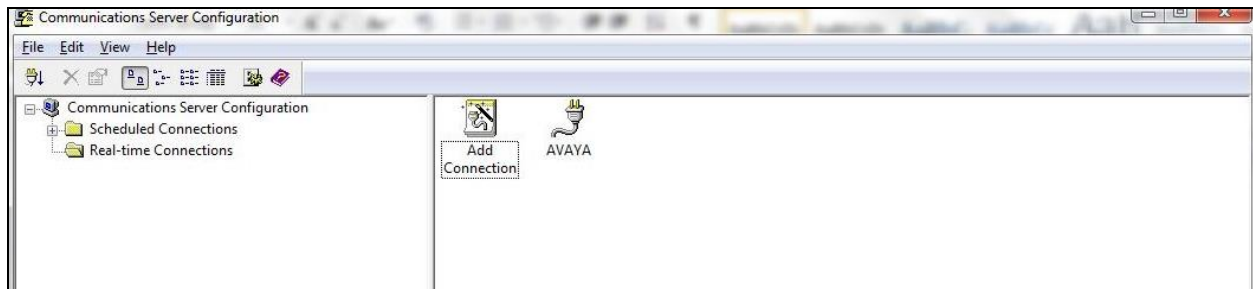 Communications Server Configuration
File Edit View Help
Communications Server Configuration
Scheduled Connections
Real-time Connections
Add
Connection
AVAYA